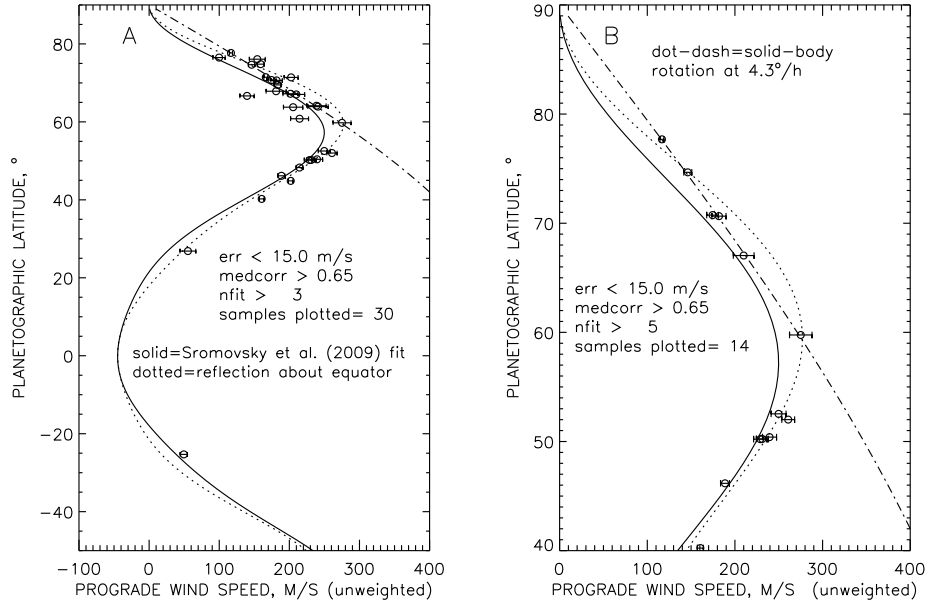 A
80
60
40
20
0
−20
−40
−100
0
100
200
300
400
PLANETOGRAPHIC LATITUDE, °
PROGRADE WIND SPEED, M/S (unweighted)
err < 15.0 m/s
medcorr > 0.65
nfit > 3
samples plotted= 30
solid=Sromovsky et al. (2009) fit
dotted=reflection about equator
B
dot-dash=solid-body
rotation at 4.3°/h
90
80
70
60
50
40
0
100
200
300
400
PLANETOGRAPHIC LATITUDE, °
PROGRADE WIND SPEED, M/S (unweighted)
err < 15.0 m/s
medcorr > 0.65
nfit > 5
samples plotted= 14